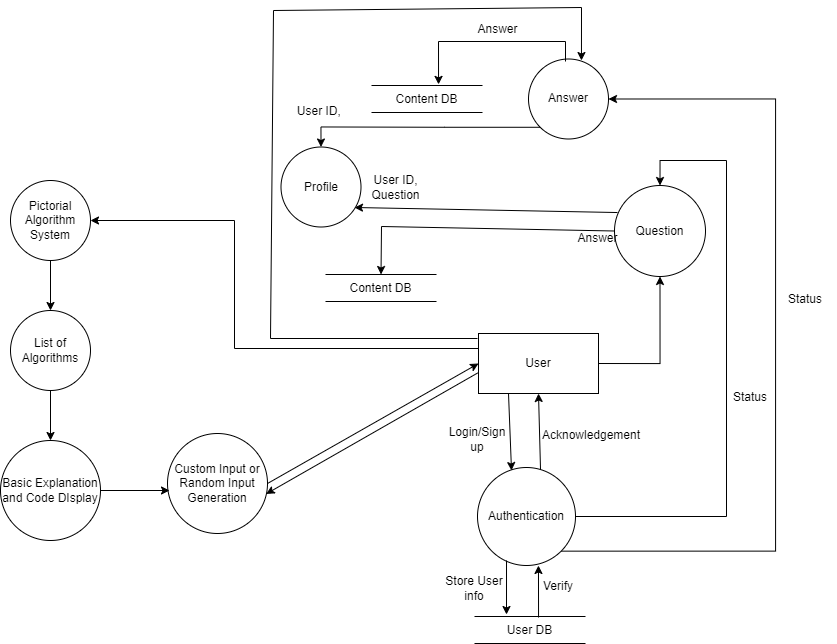 Answer
Content DB
Answer
User ID,
Profile
User ID,
Question
Answer
Question
Content DB
Pictorial
Algorithm
System
List of
Algorithms
Basic Explanation
and Code DIsplay
Custom Input or
Random Input
Generation
User
Status
Status
Login/Sign
up
Acknowledgement
Authentication
Store User
info
Verify
User DB